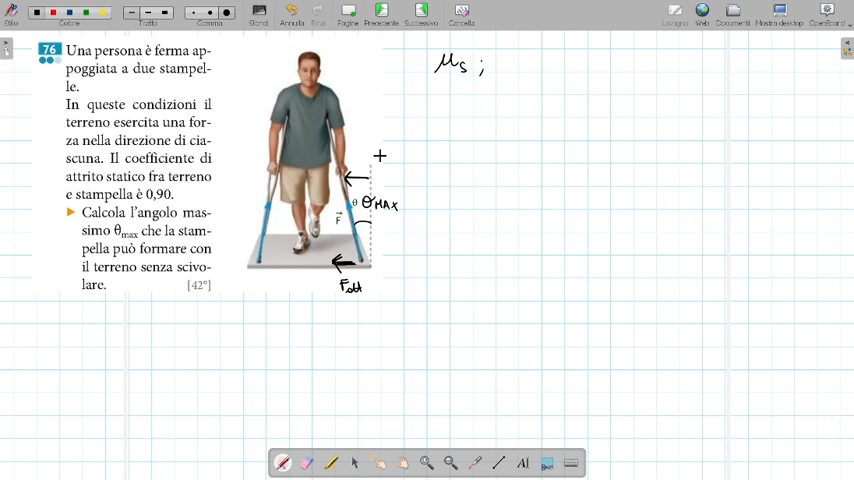 Stilo
Colore
Tratto
Gomma
Sfondi
Annulla
Rifai
Pagine
Precedente
Successivo
Cancella
Lavagna
Web
Documenti
Mostra desktop
OpenBoard
76 Una persona è ferma ap-
poggiata a due stampel-
le.
In queste condizioni il
terreno esercita una for-
za nella direzione di cia-
scuna. Il coefficiente di
attrito statico fra terreno
e stampella è 0,90.
Calcola l'angolo mas-
simo θmax che la stam-
pella può formare con
il terreno senza scivo-
lare. [42°]
μs ;
+
θ θMAX
F
Fatt
AI